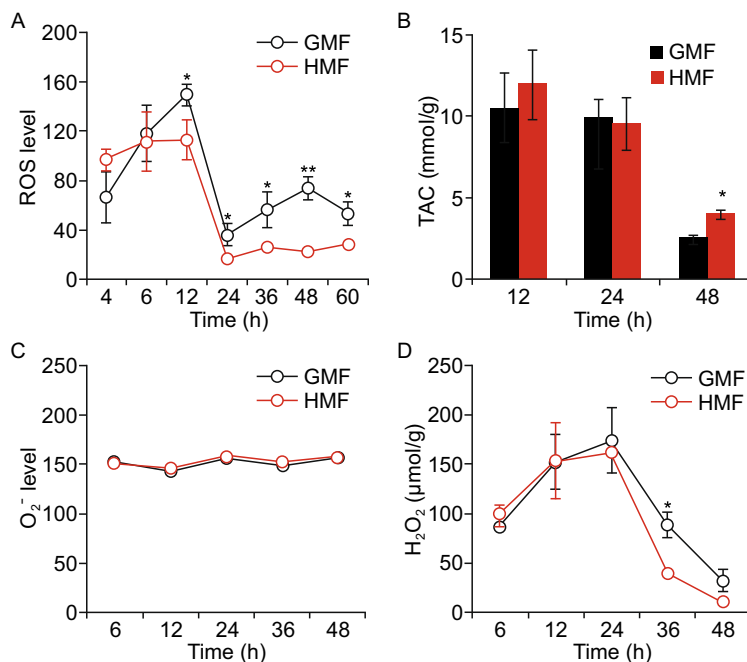 A
GMF
HMF
ROS level
200
160
120
80
40
0
*
*
*
**
*
4 6 12 24 36 48 60
Time (h)
B
GMF
HMF
TAC (mmol/g)
15
10
5
0
*
12 24 48
Time (h)
C
GMF
HMF
O₂⁻ level
250
200
150
100
50
0
6 12 24 36 48
Time (h)
D
GMF
HMF
H₂O₂ (μmol/g)
250
200
150
100
50
0
*
6 12 24 36 48
Time (h)